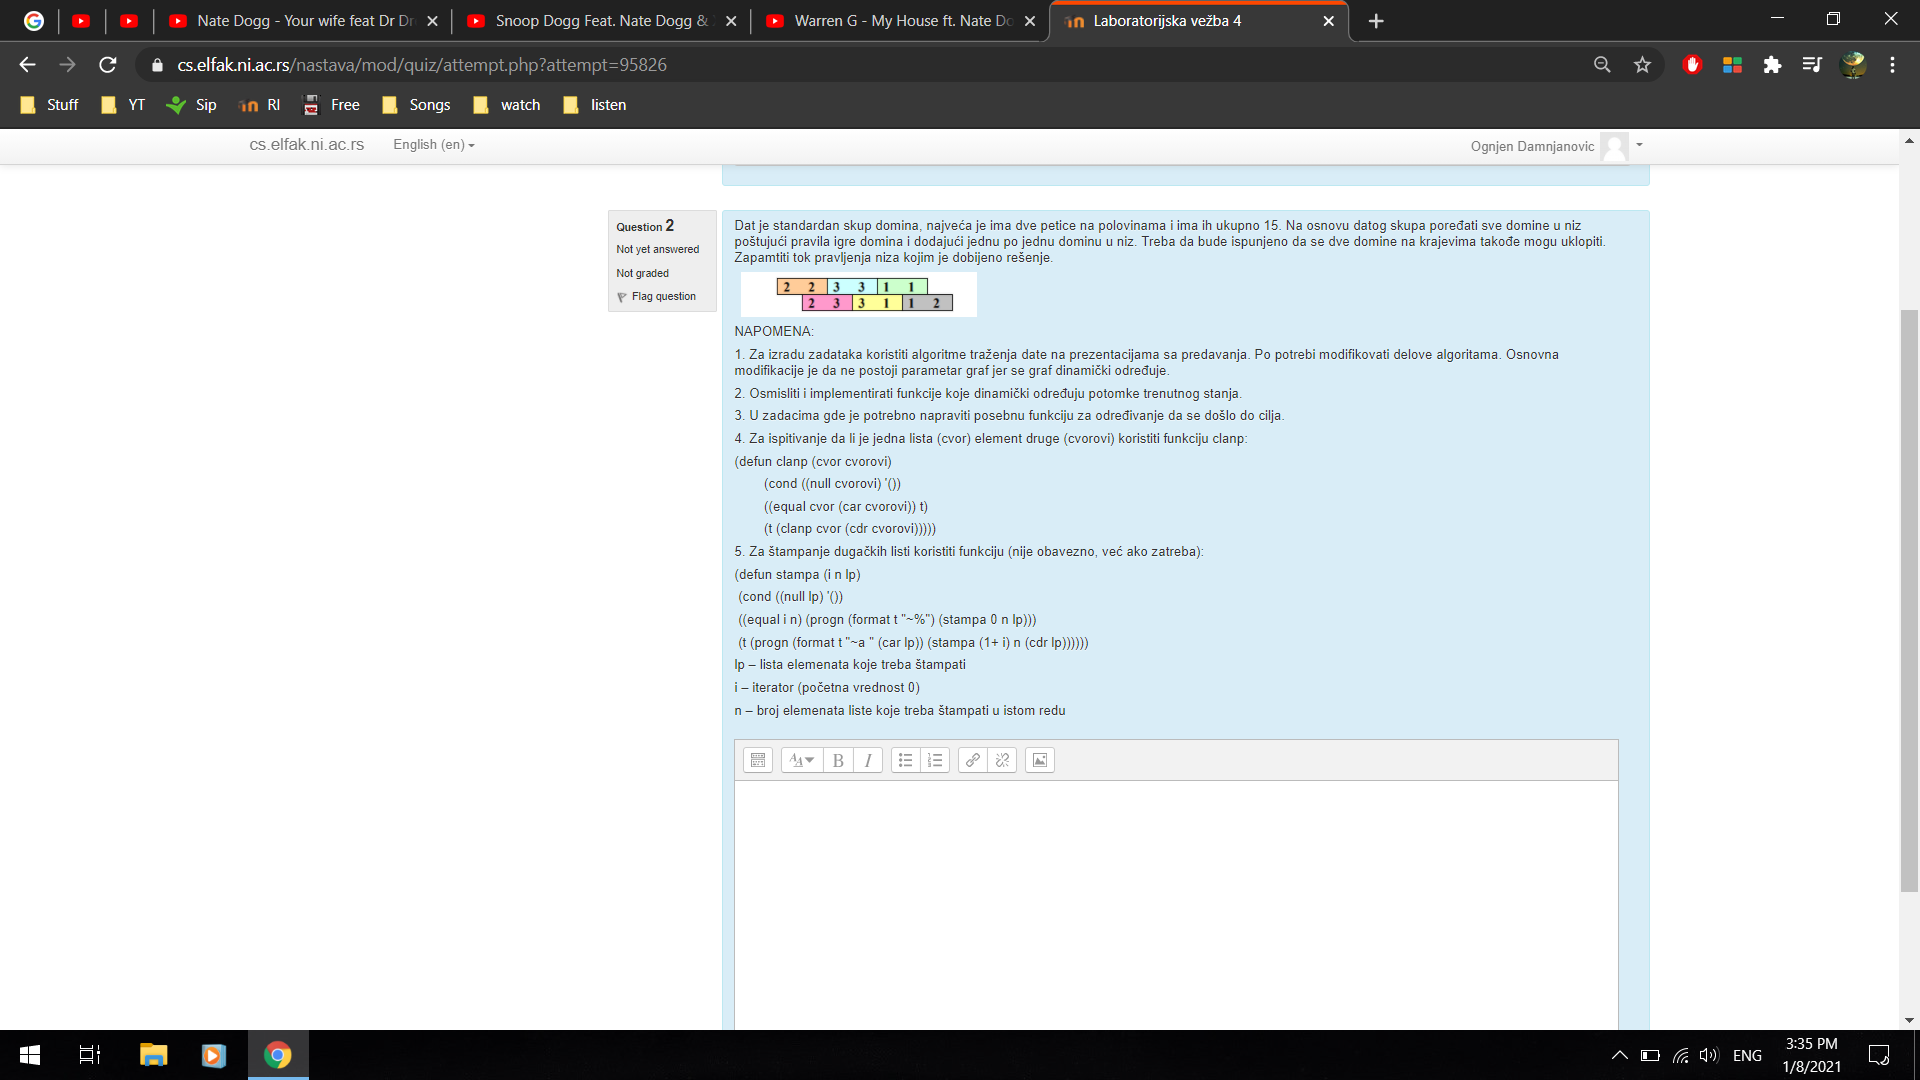 Nate Dogg - Your wife feat Dr Dr
Snoop Dogg Feat. Nate Dogg &
Warren G - My House ft. Nate Do
Laboratorijska vežba 4
cs.elfak.ni.ac.rs/nastava/mod/quiz/attempt.php?attempt=95826
Stuff YT Sip RI Free Songs watch listen
cs.elfak.ni.ac.rs English (en) Ognjen Damnjanovic
Question 2
Not yet answered
Not graded
Flag question
Dat je standardan skup domina, najveća je ima dve petice na polovinama i ima ih ukupno 15. Na osnovu datog skupa poređati sve domine u niz
poštujući pravila igre domina i dodajući jednu po jednu dominu u niz. Treba da bude ispunjeno da se dve domine na krajevima takođe mogu uklopiti.
Zapamtiti tok pravljenja niza kojim je dobijeno rešenje.
2 2 3 3 1 1
2 3 3 1 1 2
NAPOMENA:
1. Za izradu zadataka koristiti algoritme traženja date na prezentacijama sa predavanja. Po potrebi modifikovati delove algoritama. Osnovna
modifikacije je da ne postoji parametar graf jer se graf dinamički određuje.
2. Osmisliti i implementirati funkcije koje dinamički određuju potomke trenutnog stanja.
3. U zadacima gde je potrebno napraviti posebnu funkciju za određivanje da se došlo do cilja.
4. Za ispitivanje da li je jedna lista (cvor) element druge (cvorovi) koristiti funkciju clanp:
(defun clanp (cvor cvorovi)
(cond ((null cvorovi) '())
((equal cvor (car cvorovi)) t)
(t (clanp cvor (cdr cvorovi)))))
5. Za štampanje dugačkih listi koristiti funkciju (nije obavezno, već ako zatreba):
(defun stampa (i n lp)
(cond ((null lp) '())
((equal i n) (progn (format t "~%") (stampa 0 n lp)))
(t (progn (format t "~a " (car lp)) (stampa (1+ i) n (cdr lp))))))
lp – lista elemenata koje treba štampati
i – iterator (početna vrednost 0)
n – broj elemenata liste koje treba štampati u istom redu
B I
ENG
3:35 PM
1/8/2021